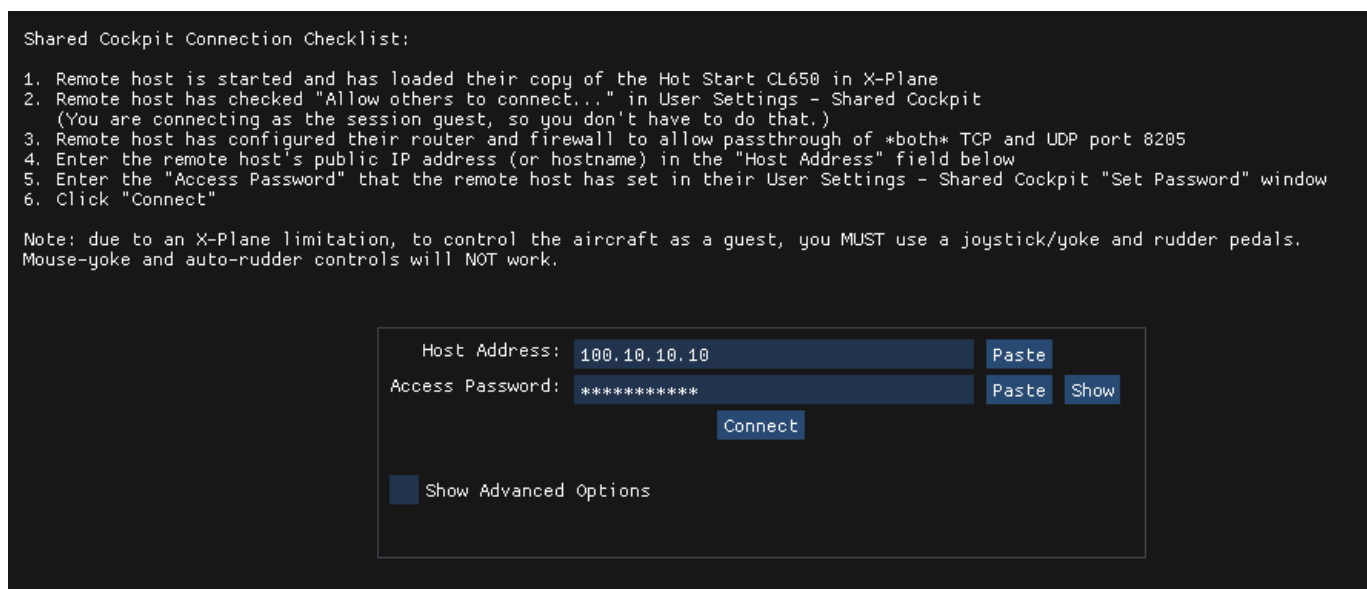 Shared Cockpit Connection Checklist:
1. Remote host is started and has loaded their copy of the Hot Start CL650 in X-Plane
2. Remote host has checked "Allow others to connect..." in User Settings - Shared Cockpit
(You are connecting as the session guest, so you don't have to do that.)
3. Remote host has configured their router and firewall to allow passthrough of *both* TCP and UDP port 8205
4. Enter the remote host's public IP address (or hostname) in the "Host Address" field below
5. Enter the "Access Password" that the remote host has set in their User Settings - Shared Cockpit "Set Password" window
6. Click "Connect"
Note: due to an X-Plane limitation, to control the aircraft as a guest, you MUST use a joystick/yoke and rudder pedals.
Mouse-yoke and auto-rudder controls will NOT work.
Host Address: 100.10.10.10 Paste
Access Password: *********** Paste Show
Connect
Show Advanced Options